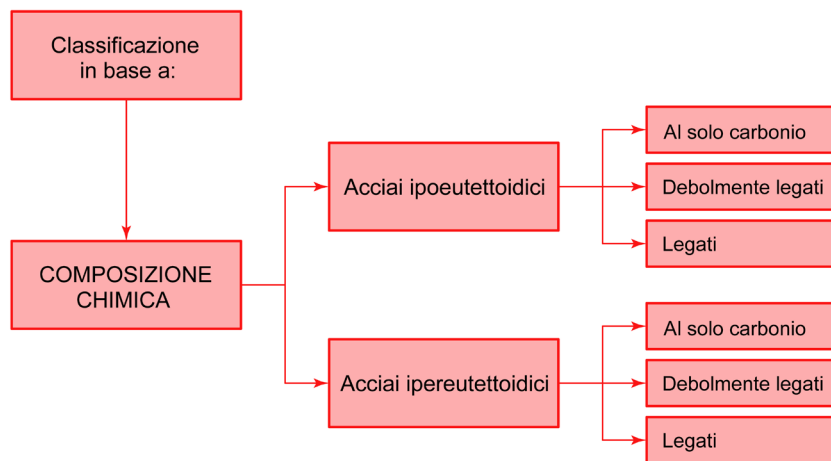 Classificazione
in base a:
COMPOSIZIONE
CHIMICA
Acciai ipoeutettoidici
Al solo carbonio
Debolmente legati
Legati
Acciai ipereutettoidici
Al solo carbonio
Debolmente legati
Legati